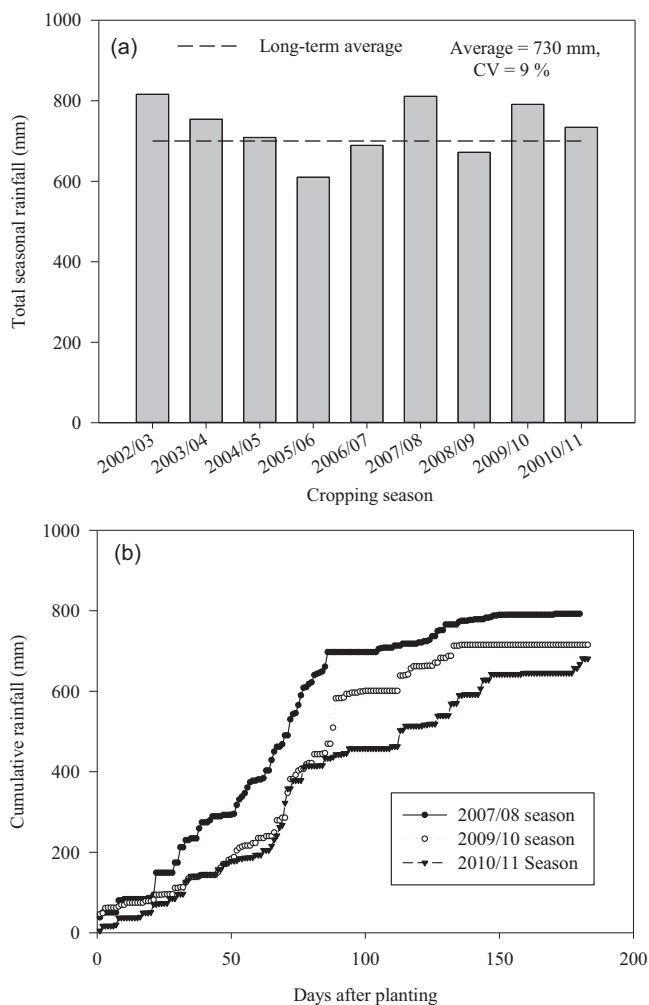 (a)
Long-term average
Average = 730 mm,
CV = 9 %
Total seasonal rainfall (mm)
1000
800
600
400
200
0
2002/03
2003/04
2004/05
2005/06
2006/07
2007/08
2008/09
2009/10
20010/11
Cropping season
(b)
Cumulative rainfall (mm)
1000
800
600
400
200
0
2007/08 season
2009/10 season
2010/11 Season
0
50
100
150
200
Days after planting